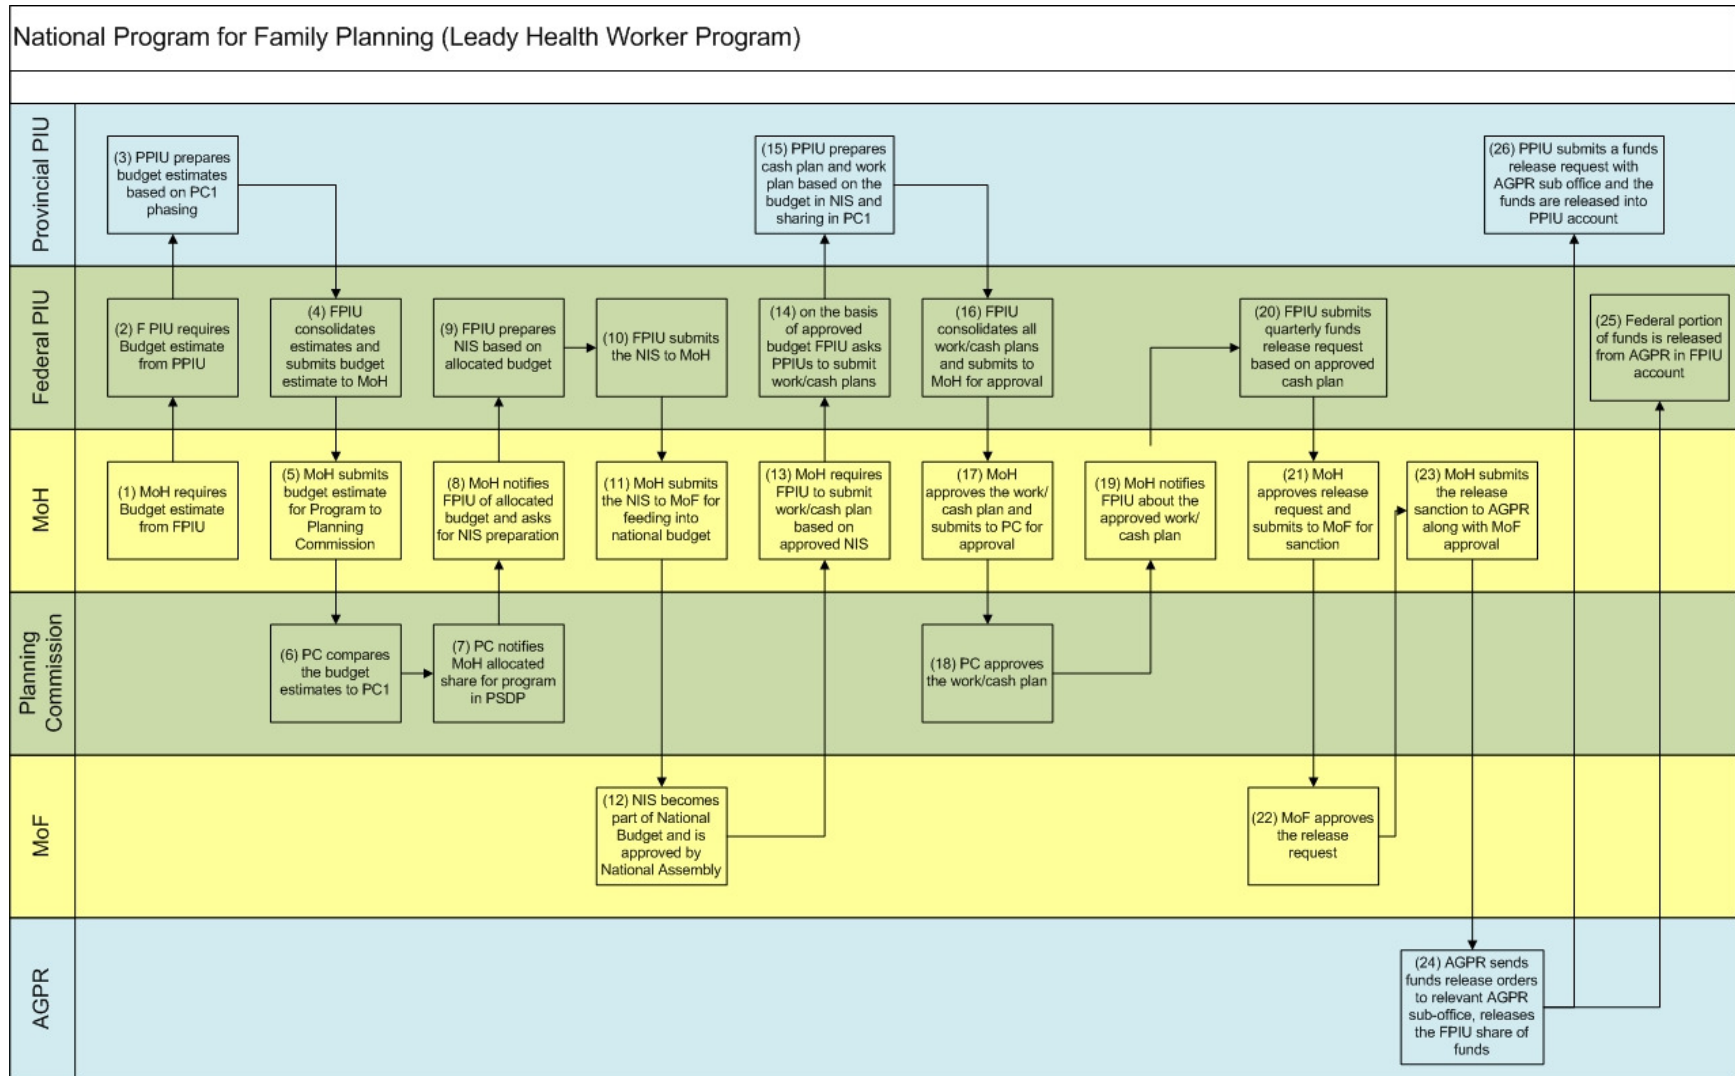 National Program for Family Planning (Leady Health Worker Program)
Provincial PIU
(3) PPIU prepares
budget estimates
based on PC1
phasing
(15) PPIU prepares
cash plan and work
plan based on the
budget in NIS and
sharing in PC1
(26) PPIU submits a funds
release request with
AGPR sub office and the
funds are released into
PPIU account
Federal PIU
(2) F PIU requires
Budget estimate
from PPIU
(4) FPIU
consolidates
estimates and
submits budget
estimate to MoH
(9) FPIU prepares
NIS based on
allocated budget
(10) FPIU submits
the NIS to MoH
(14) on the basis
of approved
budget FPIU asks
PPIUs to submit
work/cash plans
(16) FPIU
consolidates all
work/cash plans
and submits to
MoH for approval
(20) FPIU submits
quarterly funds
release request
based on approved
cash plan
(25) Federal portion
of funds is released
from AGPR in FPIU
account
MoH
(1) MoH requires
Budget estimate
from FPIU
(5) MoH submits
budget estimate
for Program to
Planning
Commission
(8) MoH notifies
FPIU of allocated
budget and asks
for NIS preparation
(11) MoH submits
the NIS to MoF for
feeding into
national budget
(13) MoH requires
FPIU to submit
work/cash plan
based on
approved NIS
(17) MoH
approves the work/
cash plan and
submits to PC for
approval
(19) MoH notifies
FPIU about the
approved work/
cash plan
(21) MoH
approves release
request and
submits to MoF for
sanction
(23) MoH submits
the release
sanction to AGPR
along with MoF
approval
Planning
Commission
(6) PC compares
the budget
estimates to PC1
(7) PC notifies
MoH allocated
share for program
in PSDP
(18) PC approves
the work/cash plan
MoF
(12) NIS becomes
part of National
Budget and is
approved by
National Assembly
(22) MoF approves
the release
request
AGPR
(24) AGPR sends
funds release orders
to relevant AGPR
sub-office, releases
the FPIU share of
funds